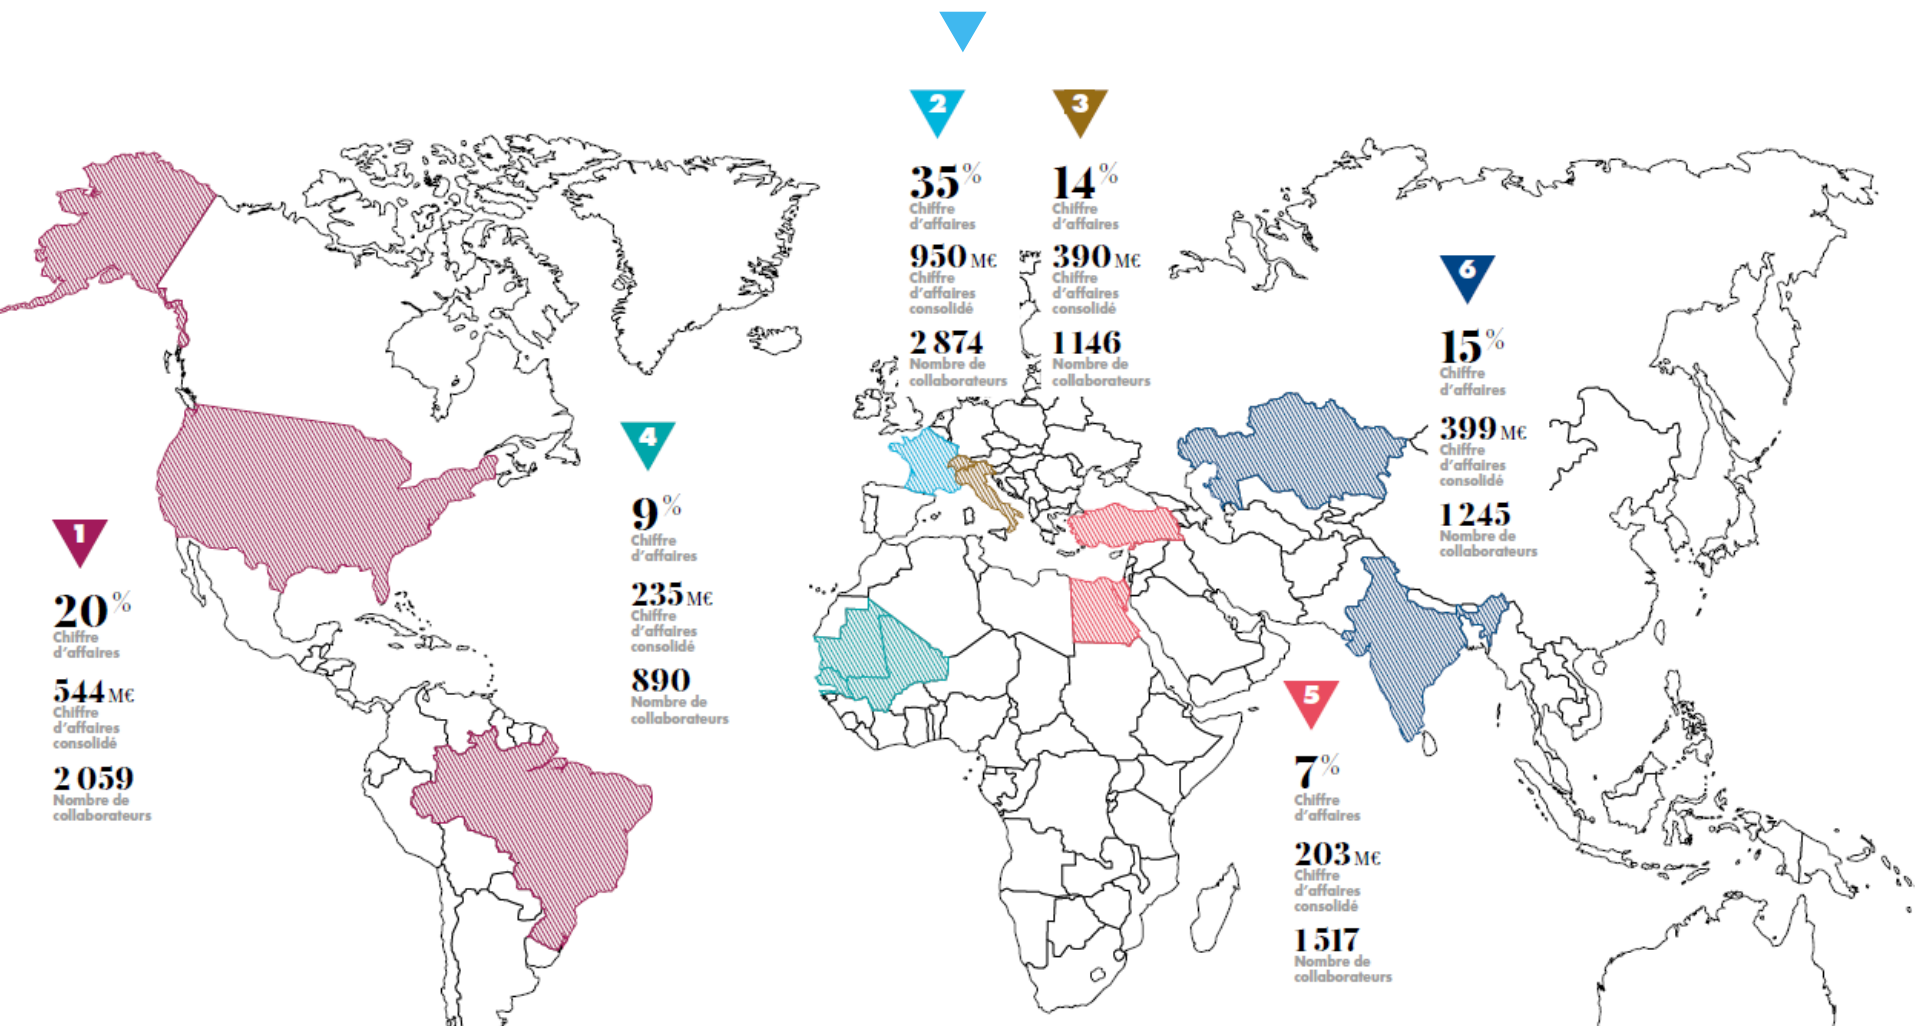 2
35%
Chiffre
d'affaires
950 M€
Chiffre
d'affaires
consolidé
2 874
Nombre de
collaborateurs
3
14%
Chiffre
d'affaires
390 M€
Chiffre
d'affaires
consolidé
1 146
Nombre de
collaborateurs
6
15%
Chiffre
d'affaires
399 M€
Chiffre
d'affaires
consolidé
1 245
Nombre de
collaborateurs
4
9%
Chiffre
d'affaires
235 M€
Chiffre
d'affaires
consolidé
890
Nombre de
collaborateurs
1
20%
Chiffre
d'affaires
544 M€
Chiffre
d'affaires
consolidé
2 059
Nombre de
collaborateurs
5
7%
Chiffre
d'affaires
203 M€
Chiffre
d'affaires
consolidé
1 517
Nombre de
collaborateurs